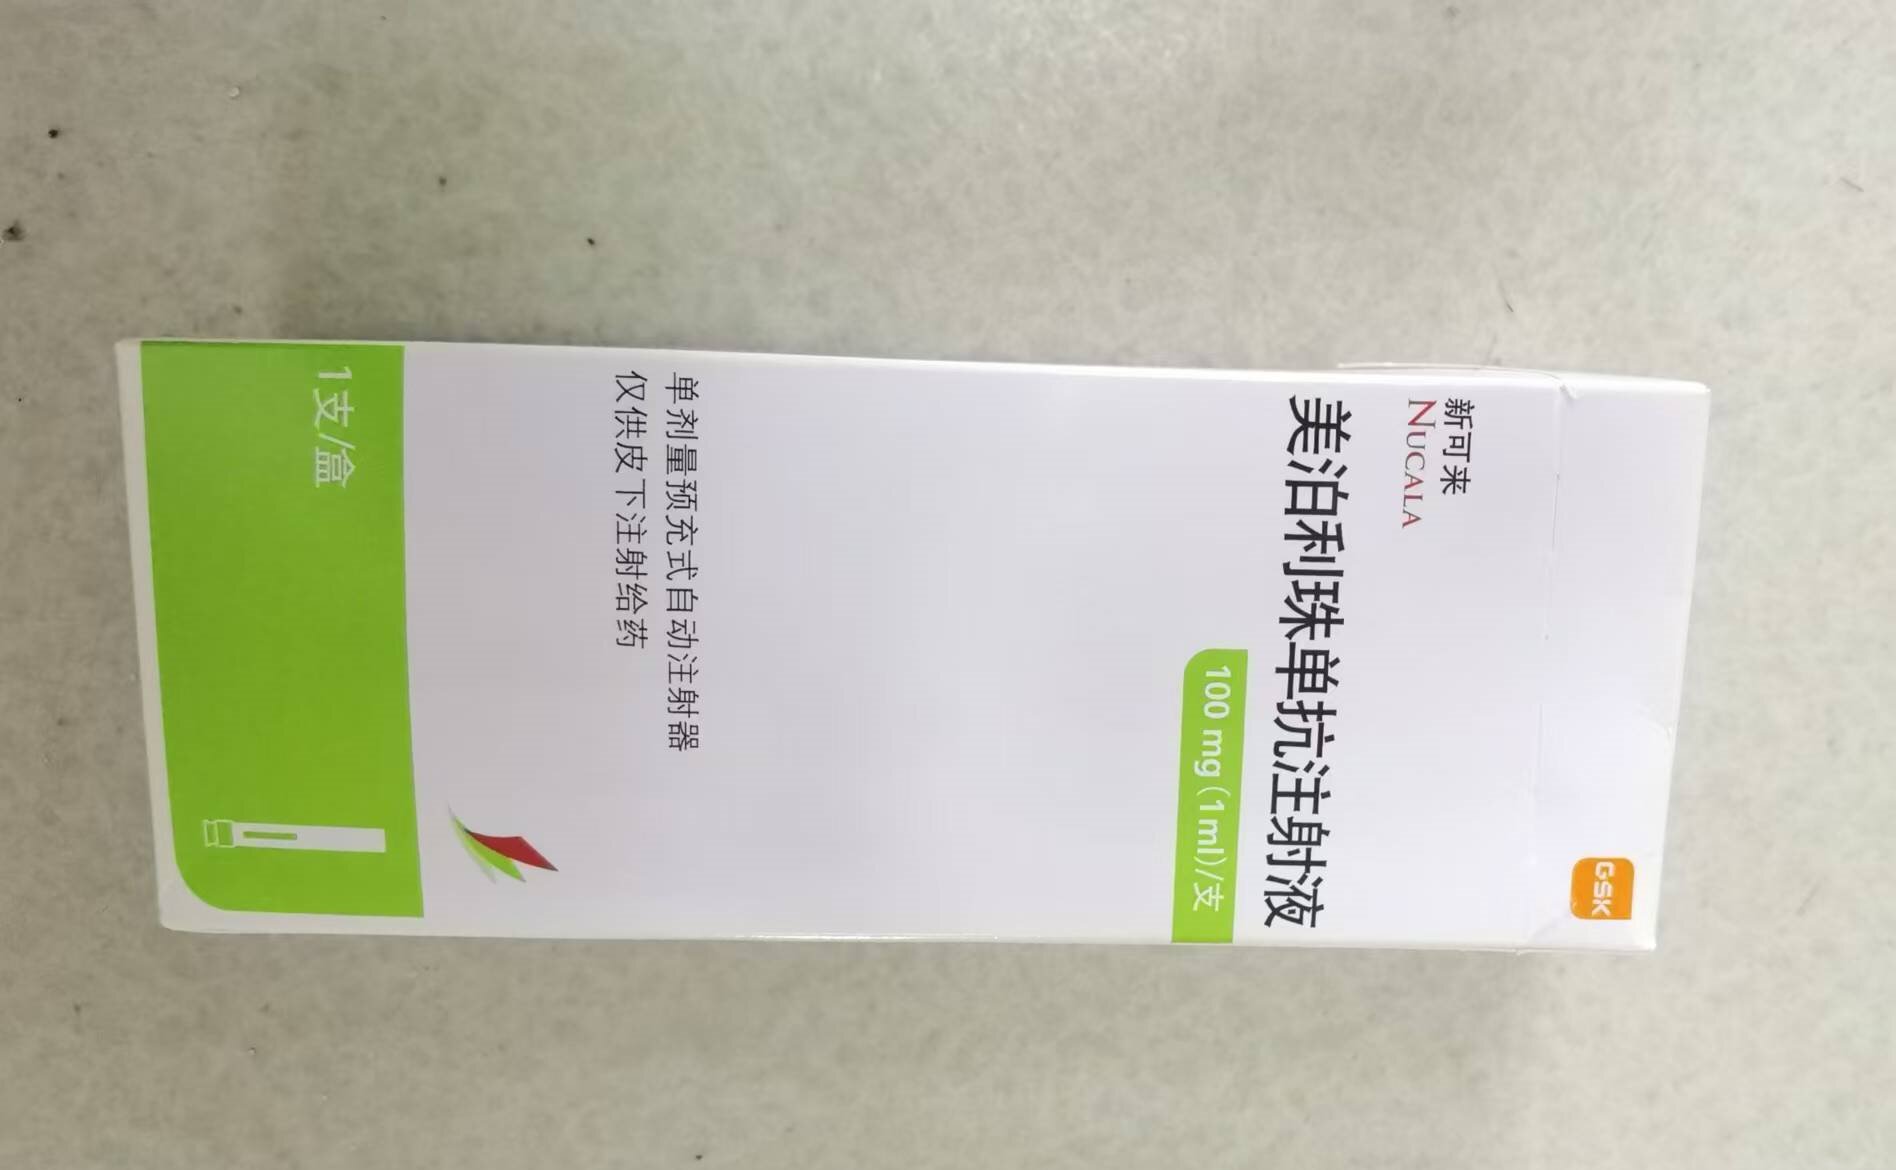 GSK
新可来
NUCALA
美泊利珠单抗注射液
100 mg (1 ml)/支
单剂量预充式自动注射器
仅供皮下注射给药
1支/盒